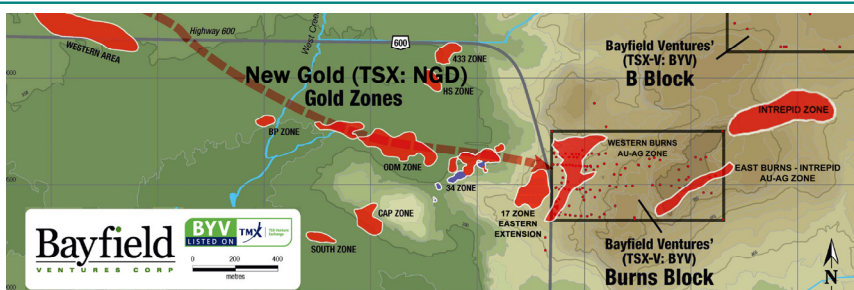 WESTERN AREA
Highway 600
West Creek
600
433 ZONE
HS ZONE
New Gold (TSX: NGD)
Gold Zones
Bayfield Ventures'
(TSX-V: BYV)
B Block
INTREPID ZONE
BP ZONE
ODM ZONE
34 ZONE
WESTERN BURNS
AU-AG ZONE
EAST BURNS - INTREPID
AU-AG ZONE
CAP ZONE
17 ZONE
EASTERN
EXTENSION
SOUTH ZONE
Bayfield Ventures'
(TSX-V: BYV)
Burns Block
Bayfield
VENTURES CORP
BYV
LISTED ON
TMX
0 200 400
metres
N